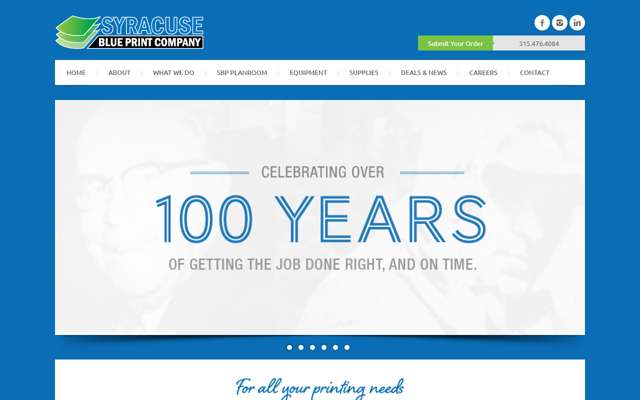 SYRACUSE
BLUE PRINT COMPANY
Submit Your Order
315.476.4084
HOME
ABOUT
WHAT WE DO
SBP PLANROOM
EQUIPMENT
SUPPLIES
DEALS & NEWS
CAREERS
CONTACT
CELEBRATING OVER
100 YEARS
OF GETTING THE JOB DONE RIGHT, AND ON TIME.
For all your printing needs